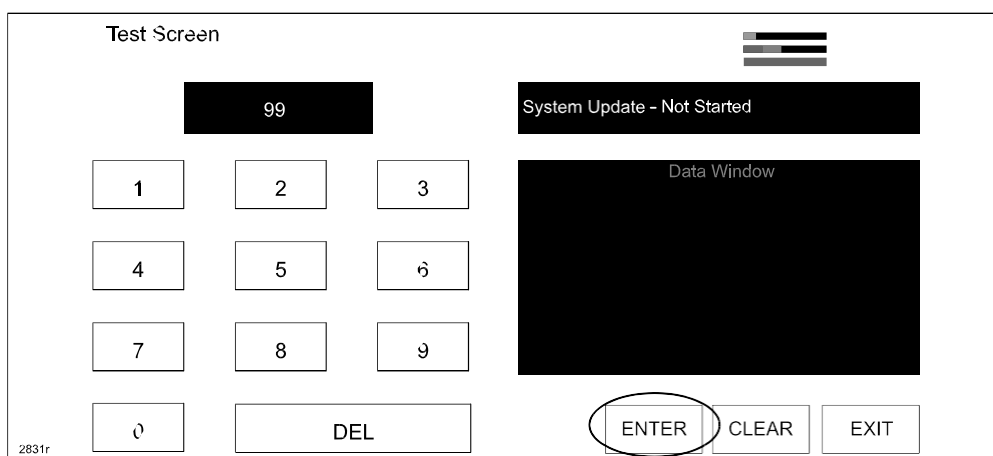 Test Screen
99
System Update - Not Started
Data Window
1 2 3
4 5 6
7 8 9
0 DEL
ENTER CLEAR EXIT
2831r